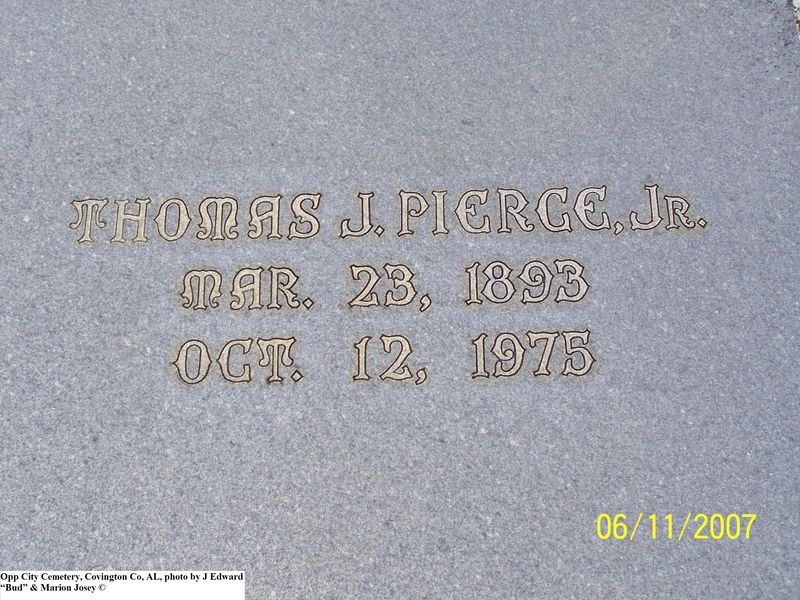 THOMAS J. PIERCE, JR.
MAR. 23, 1893
OCT. 12, 1975
06/11/2007
Opp City Cemetery, Covington Co, AL, photo by J Edward
“Bud” & Marion Josey ©